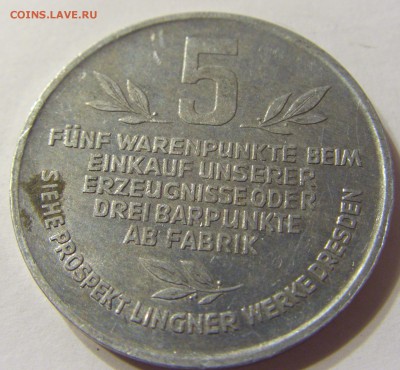 COINS.LAVE.RU
5
FÜNF WARENPUNKTE BEIM
EINKAUF UNSERER
ERZEUGNISSE ODER
DREI BARPUNKTE
AB FABRIK
SIEHE PROSPEKT LINGNER WERKE DRESDEN